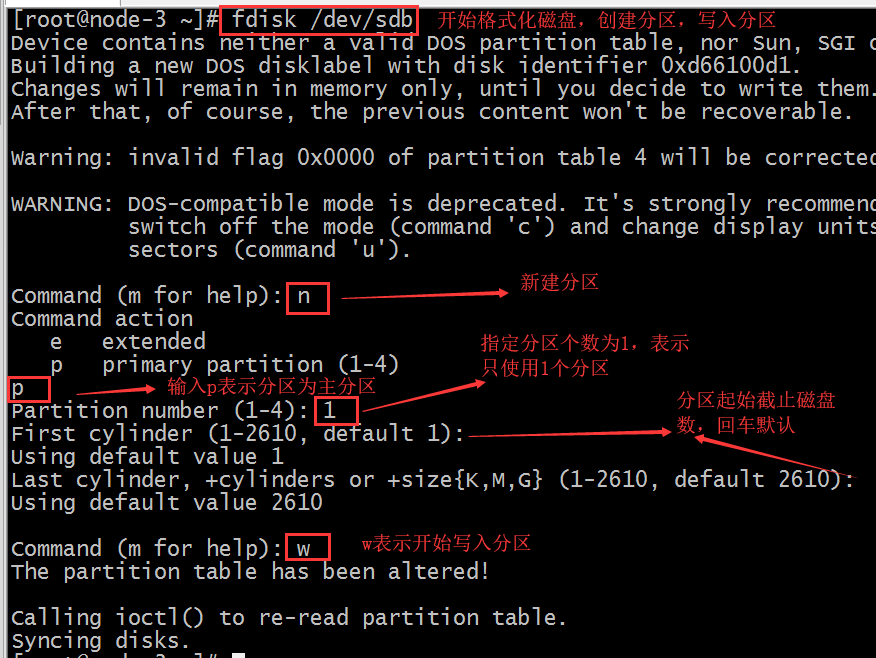 [root@node-3 ~]# fdisk /dev/sdb 开始格式化磁盘，创建分区，写入分区
Device contains neither a valid DOS partition table, nor Sun, SGI o
Building a new DOS disklabel with disk identifier 0xd66100d1.
Changes will remain in memory only, until you decide to write them.
After that, of course, the previous content won't be recoverable.
Warning: invalid flag 0x0000 of partition table 4 will be corrected
WARNING: DOS-compatible mode is deprecated. It's strongly recommend
switch off the mode (command 'c') and change display units
sectors (command 'u').
新建分区
Command (m for help): n
Command action
e extended
指定分区个数为1，表示
p primary partition (1-4)
只使用1个分区
p 输入p表示分区为主分区
Partition number (1-4): 1
分区起始截止磁盘
First cylinder (1-2610, default 1):
数，回车默认
Using default value 1
Last cylinder, +cylinders or +size{K,M,G} (1-2610, default 2610):
Using default value 2610
Command (m for help): w w表示开始写入分区
The partition table has been altered!
Calling ioctl() to re-read partition table.
Syncing disks.
[root@node-3 ~]#